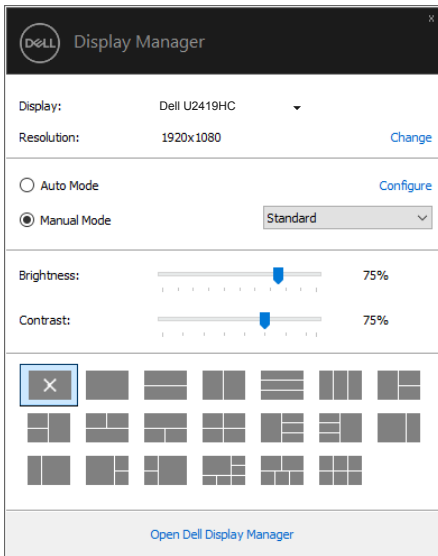 x
DELL Display Manager
Display: Dell U2419HC
Resolution: 1920x1080 Change
Auto Mode Configure
Manual Mode Standard
Brightness: 75%
Contrast: 75%
Open Dell Display Manager